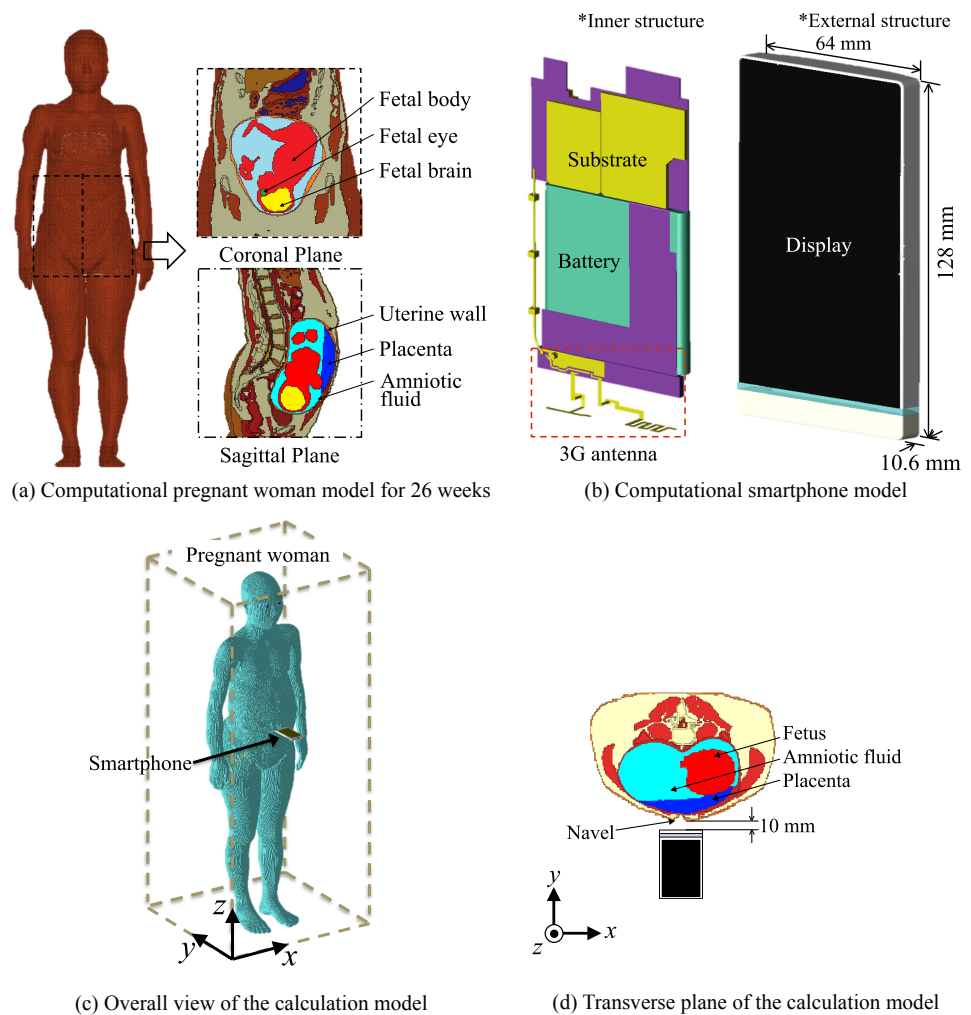 *Inner structure
*External structure
64 mm
Fetal body
Fetal eye
Fetal brain
Substrate
Coronal Plane
Battery
Display
128 mm
Uterine wall
Placenta
Amniotic
fluid
Sagittal Plane
3G antenna
10.6 mm
(a) Computational pregnant woman model for 26 weeks
(b) Computational smartphone model
Pregnant woman
Smartphone
z
y
x
Fetus
Amniotic fluid
Placenta
Navel
10 mm
y
z
x
(c) Overall view of the calculation model
(d) Transverse plane of the calculation model